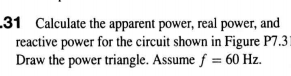 .31 Calculate the apparent power, real power, and
reactive power for the circuit shown in Figure P7.3
Draw the power triangle. Assume f = 60 Hz.